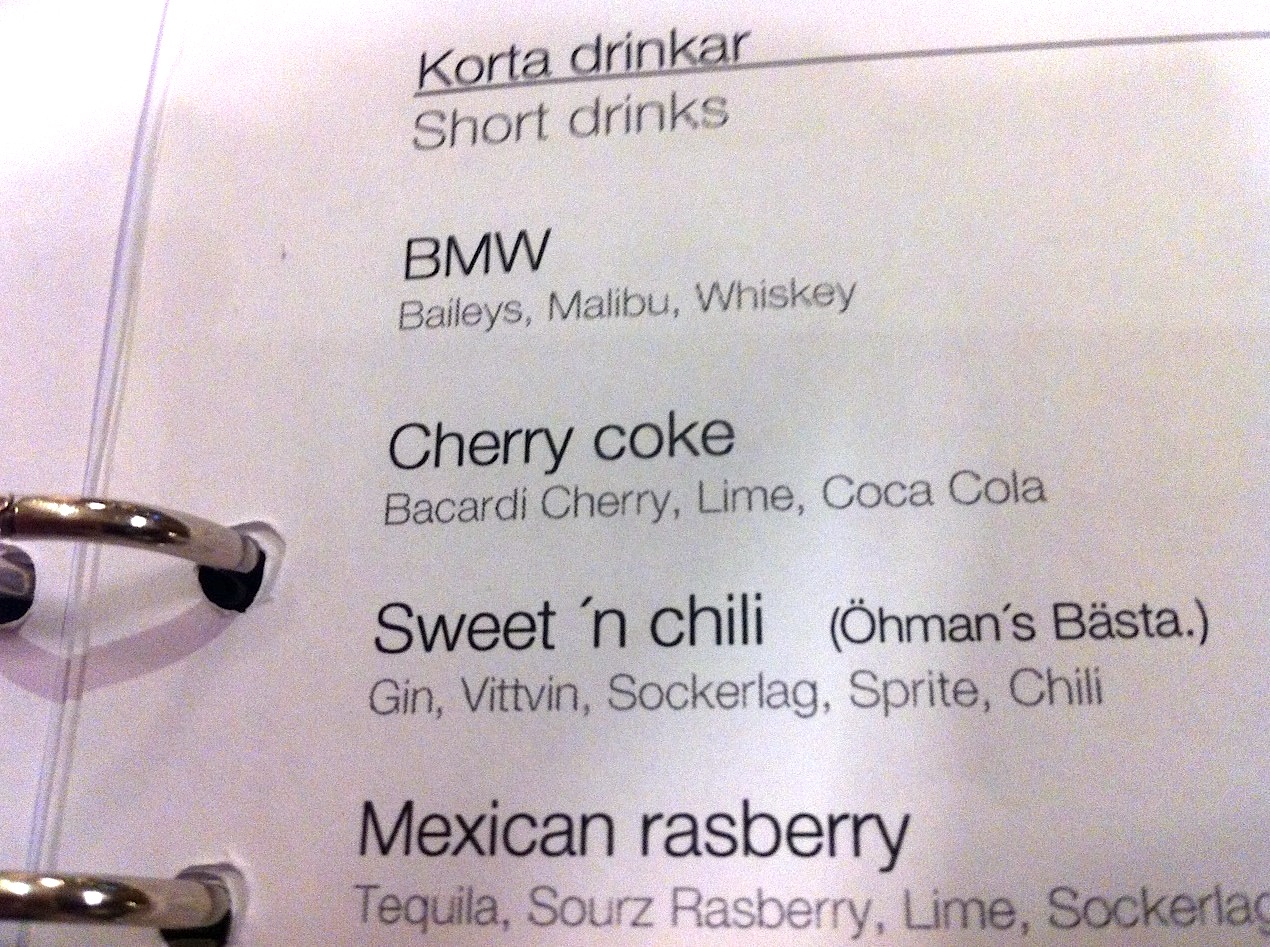 Korta drinkar
Short drinks
BMW
Baileys, Malibu, Whiskey
Cherry coke
Bacardi Cherry, Lime, Coca Cola
Sweet ´n chili (Öhman´s Bästa.)
Gin, Vittvin, Sockerlag, Sprite, Chili
Mexican rasberry
Tequila, Sourz Rasberry, Lime, Sockerlag